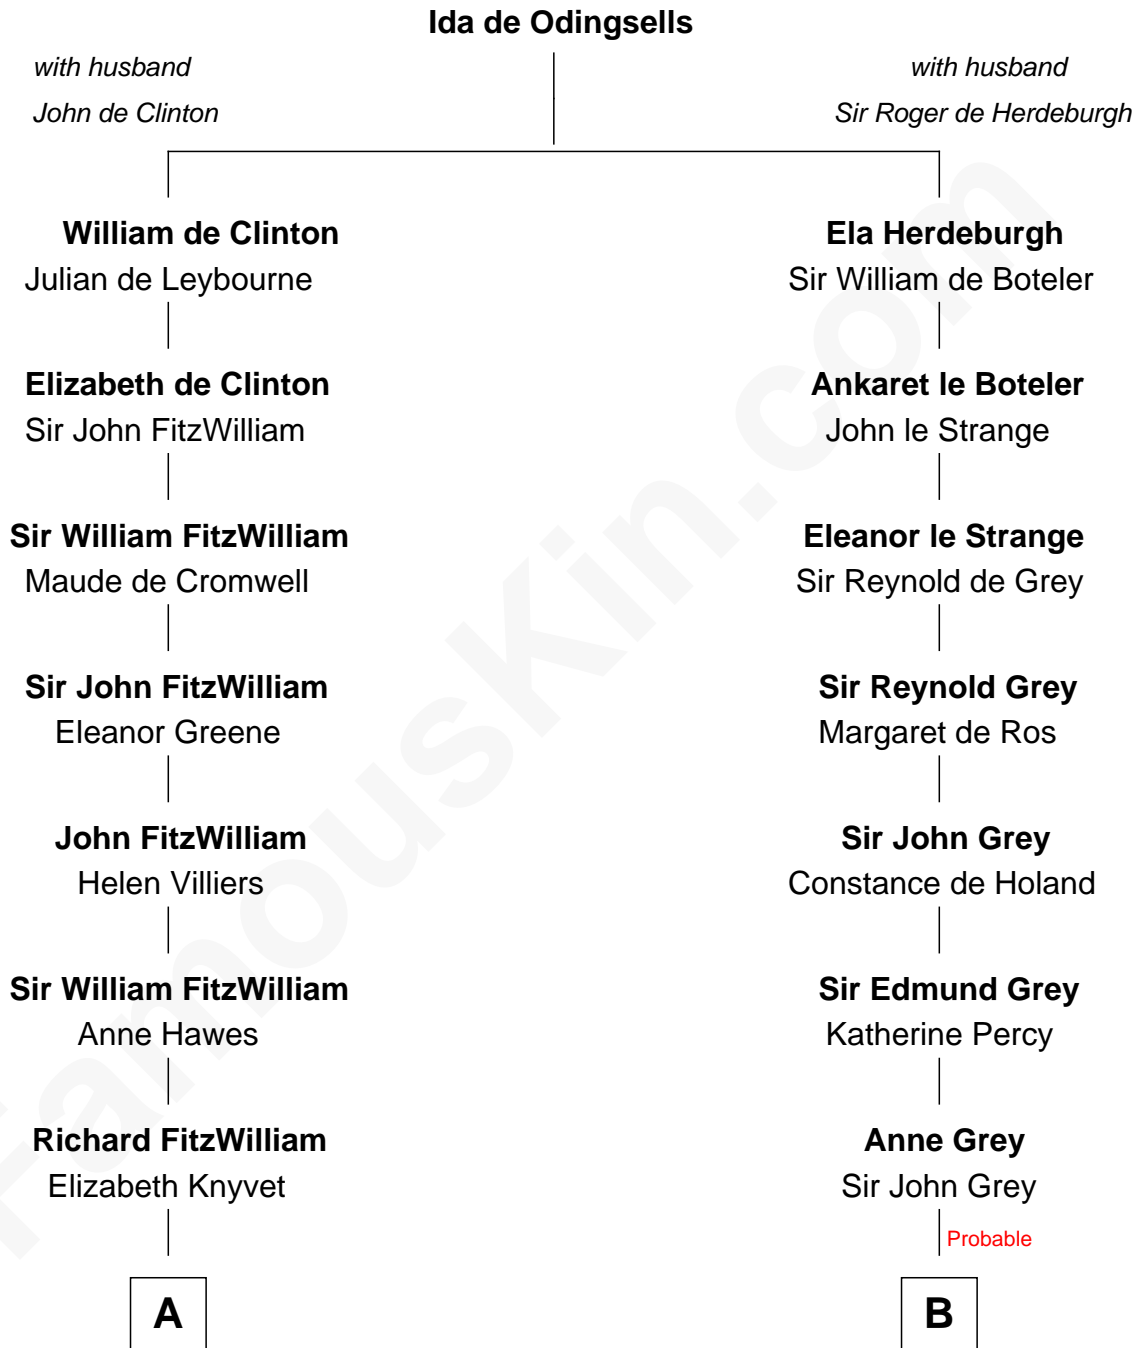 Ida de Odingsells
with husband
John de Clinton
with husband
Sir Roger de Herdeburgh
William de Clinton
Julian de Leybourne
Ela Herdeburgh
Sir William de Boteler
Elizabeth de Clinton
Sir John FitzWilliam
Ankaret le Boteler
John le Strange
Sir William FitzWilliam
Maude de Cromwell
Eleanor le Strange
Sir Reynold de Grey
Sir John FitzWilliam
Eleanor Greene
Sir Reynold Grey
Margaret de Ros
John FitzWilliam
Helen Villiers
Sir John Grey
Constance de Holand
Sir William FitzWilliam
Anne Hawes
Sir Edmund Grey
Katherine Percy
Richard FitzWilliam
Elizabeth Knyvet
Anne Grey
Sir John Grey
Probable
A
B
FamousKin.com